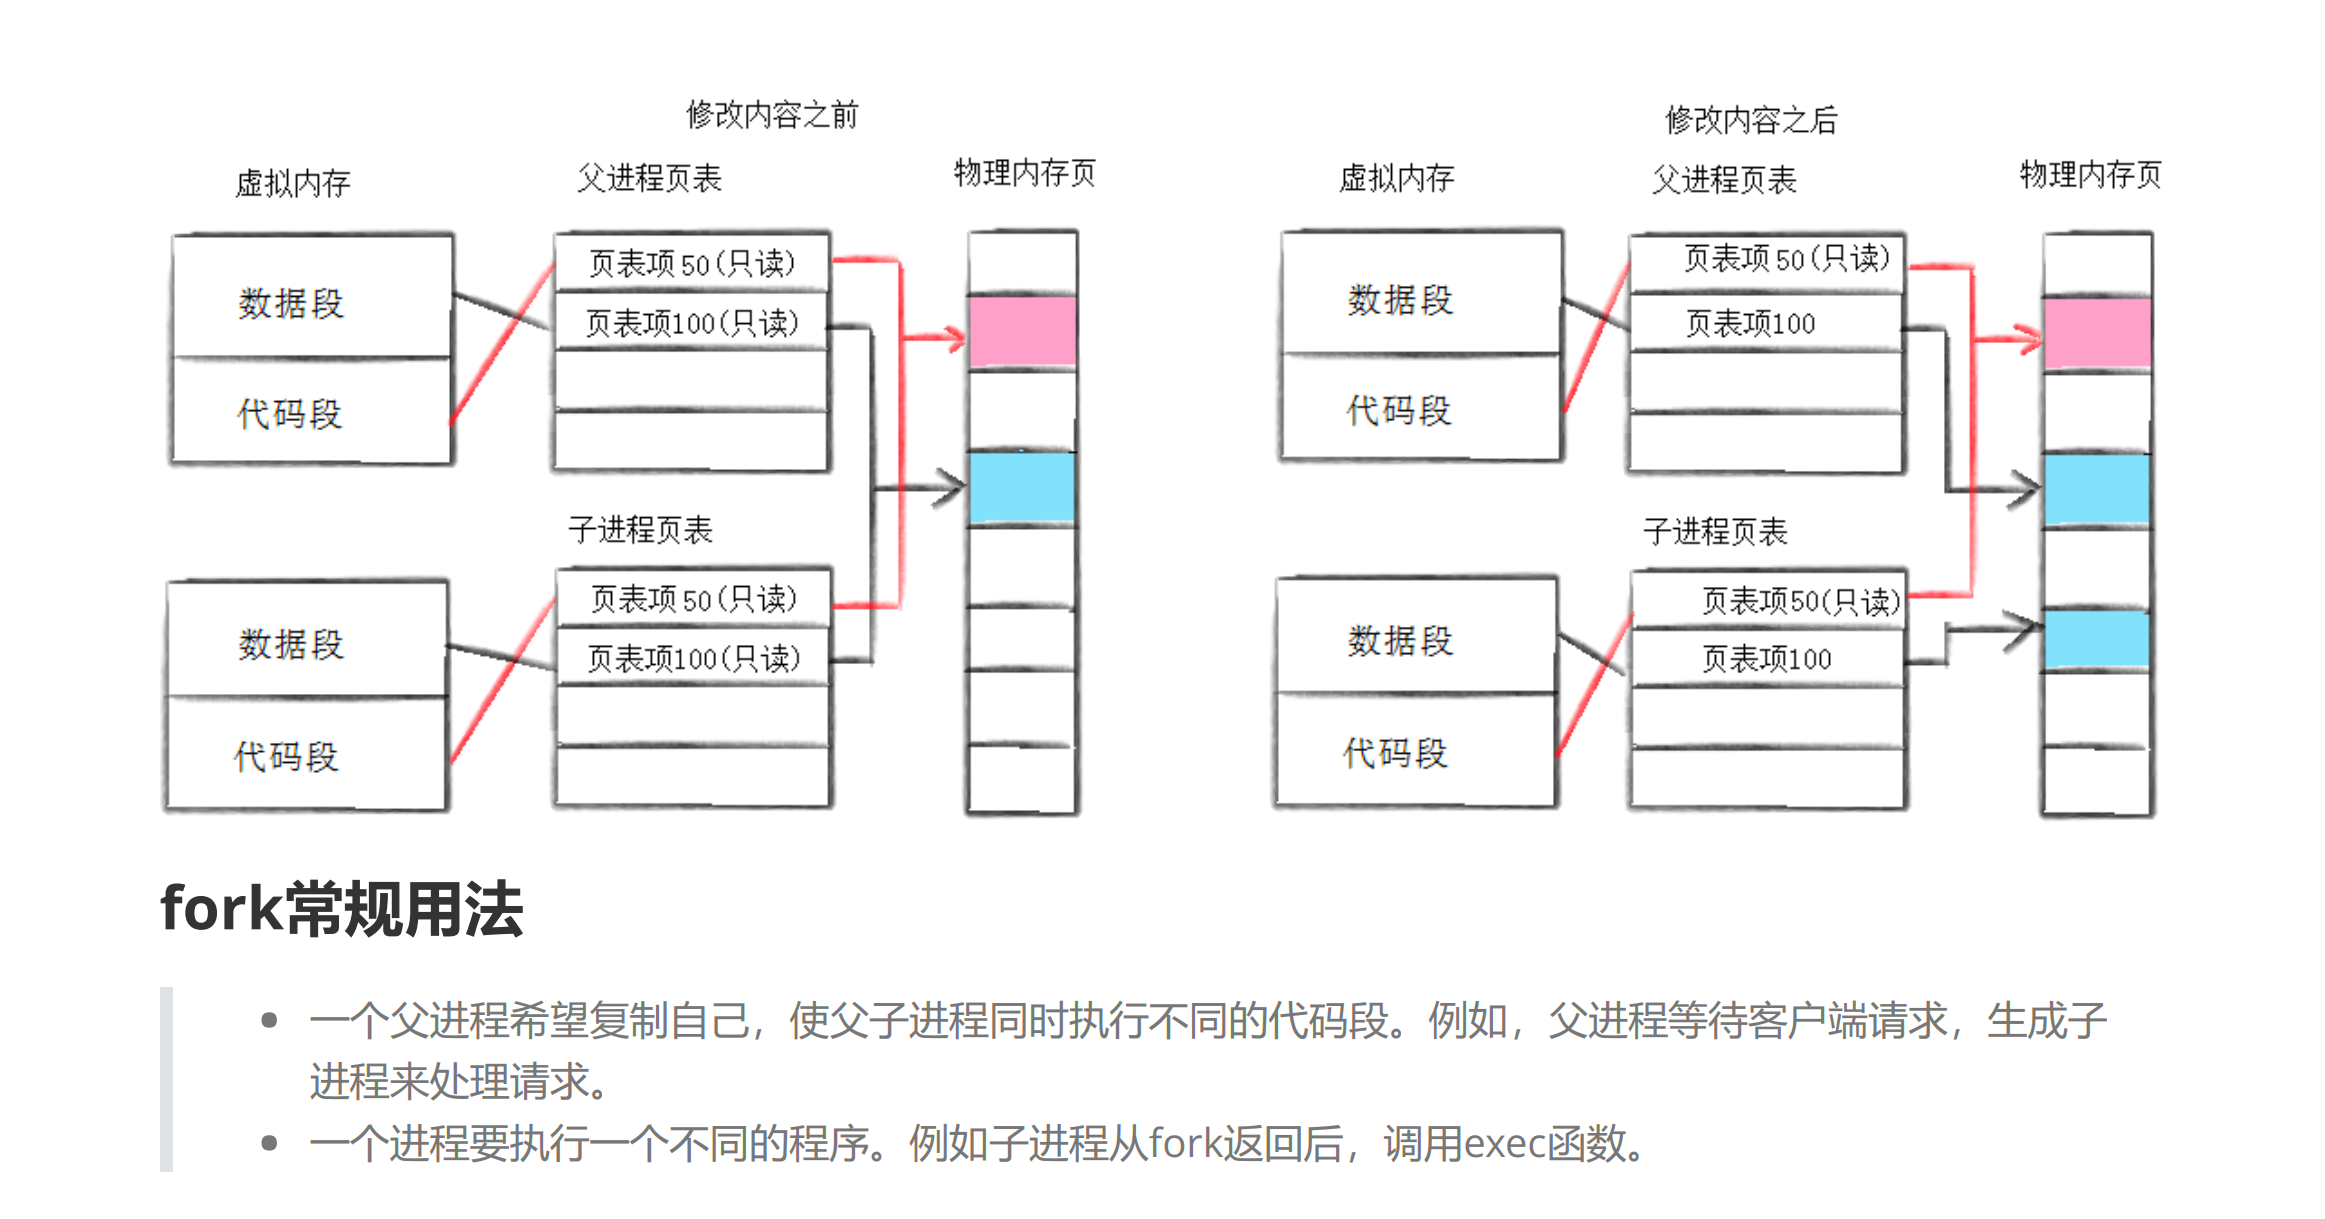 修改内容之前
虚拟内存
父进程页表
物理内存页
数据段
代码段
页表项50(只读)
页表项100(只读)
子进程页表
数据段
代码段
页表项50(只读)
页表项100(只读)
修改内容之后
虚拟内存
父进程页表
物理内存页
数据段
代码段
页表项50(只读)
页表项100
子进程页表
数据段
代码段
页表项50(只读)
页表项100
fork常规用法
一个父进程希望复制自己，使父子进程同时执行不同的代码段。例如，父进程等待客户端请求，生成子
进程来处理请求。
一个进程要执行一个不同的程序。例如子进程从fork返回后，调用exec函数。